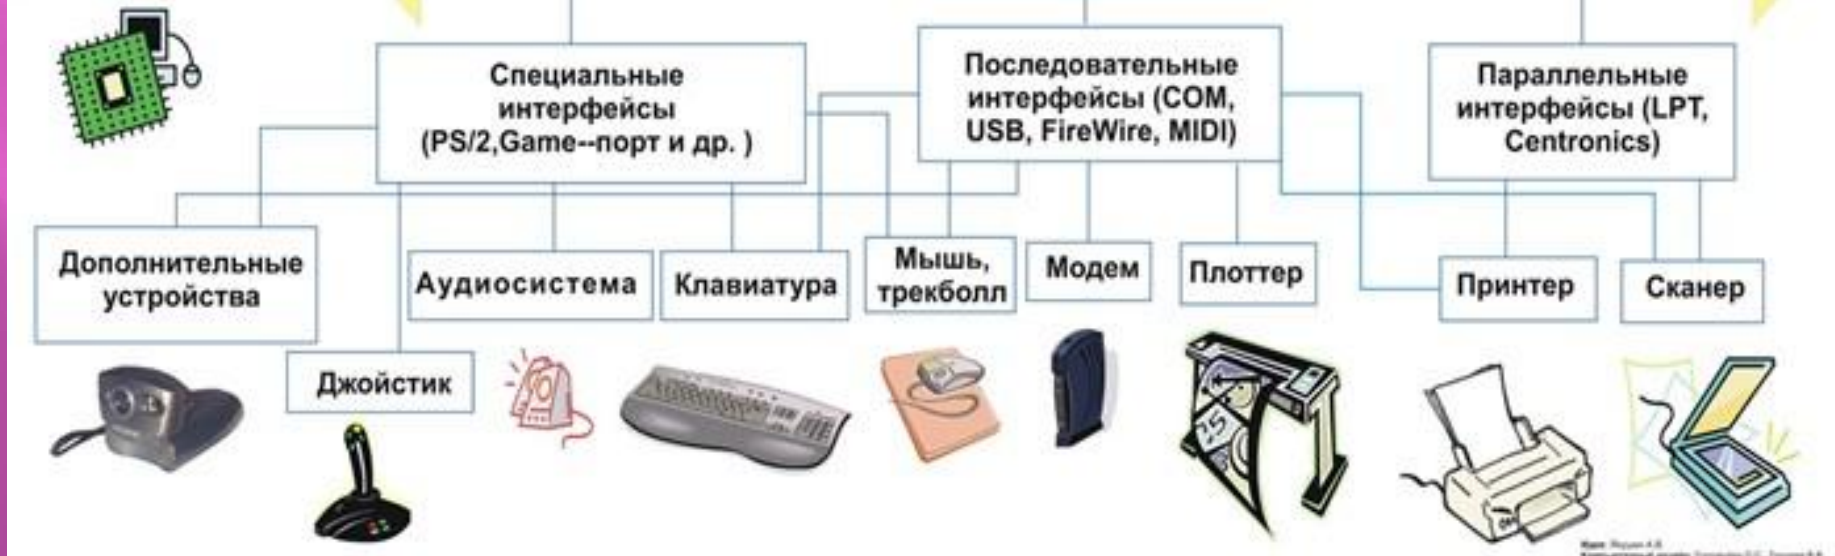 Специальные
интерфейсы
(PS/2,Game--порт и др. )
Последовательные
интерфейсы (COM,
USB, FireWire, MIDI)
Параллельные
интерфейсы (LPT,
Centronics)
Дополнительные
устройства
Джойстик
Аудиосистема
Клавиатура
Мышь,
трекболл
Модем
Плоттер
Принтер
Сканер